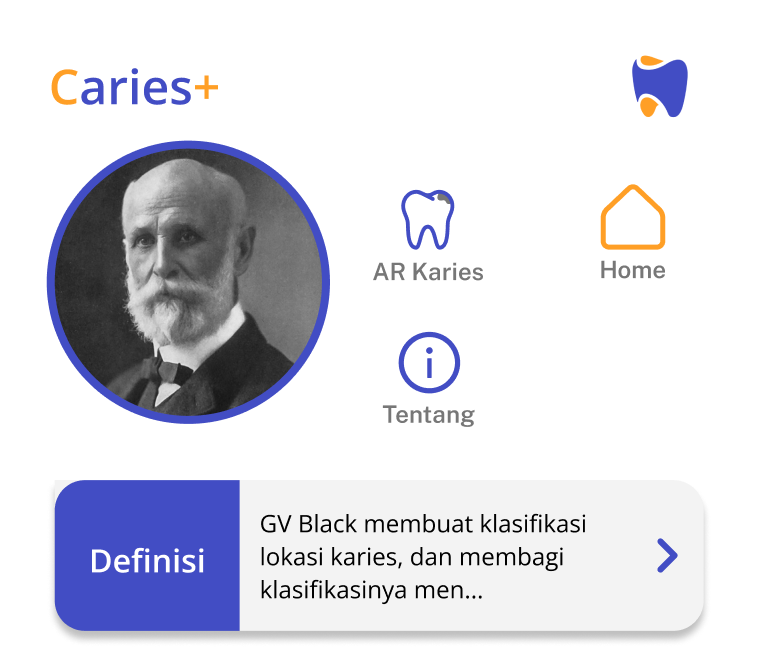 Caries+
AR Karies
Home
Tentang
Definisi
GV Black membuat klasifikasi
lokasi karies, dan membagi
klasifikasinya men...